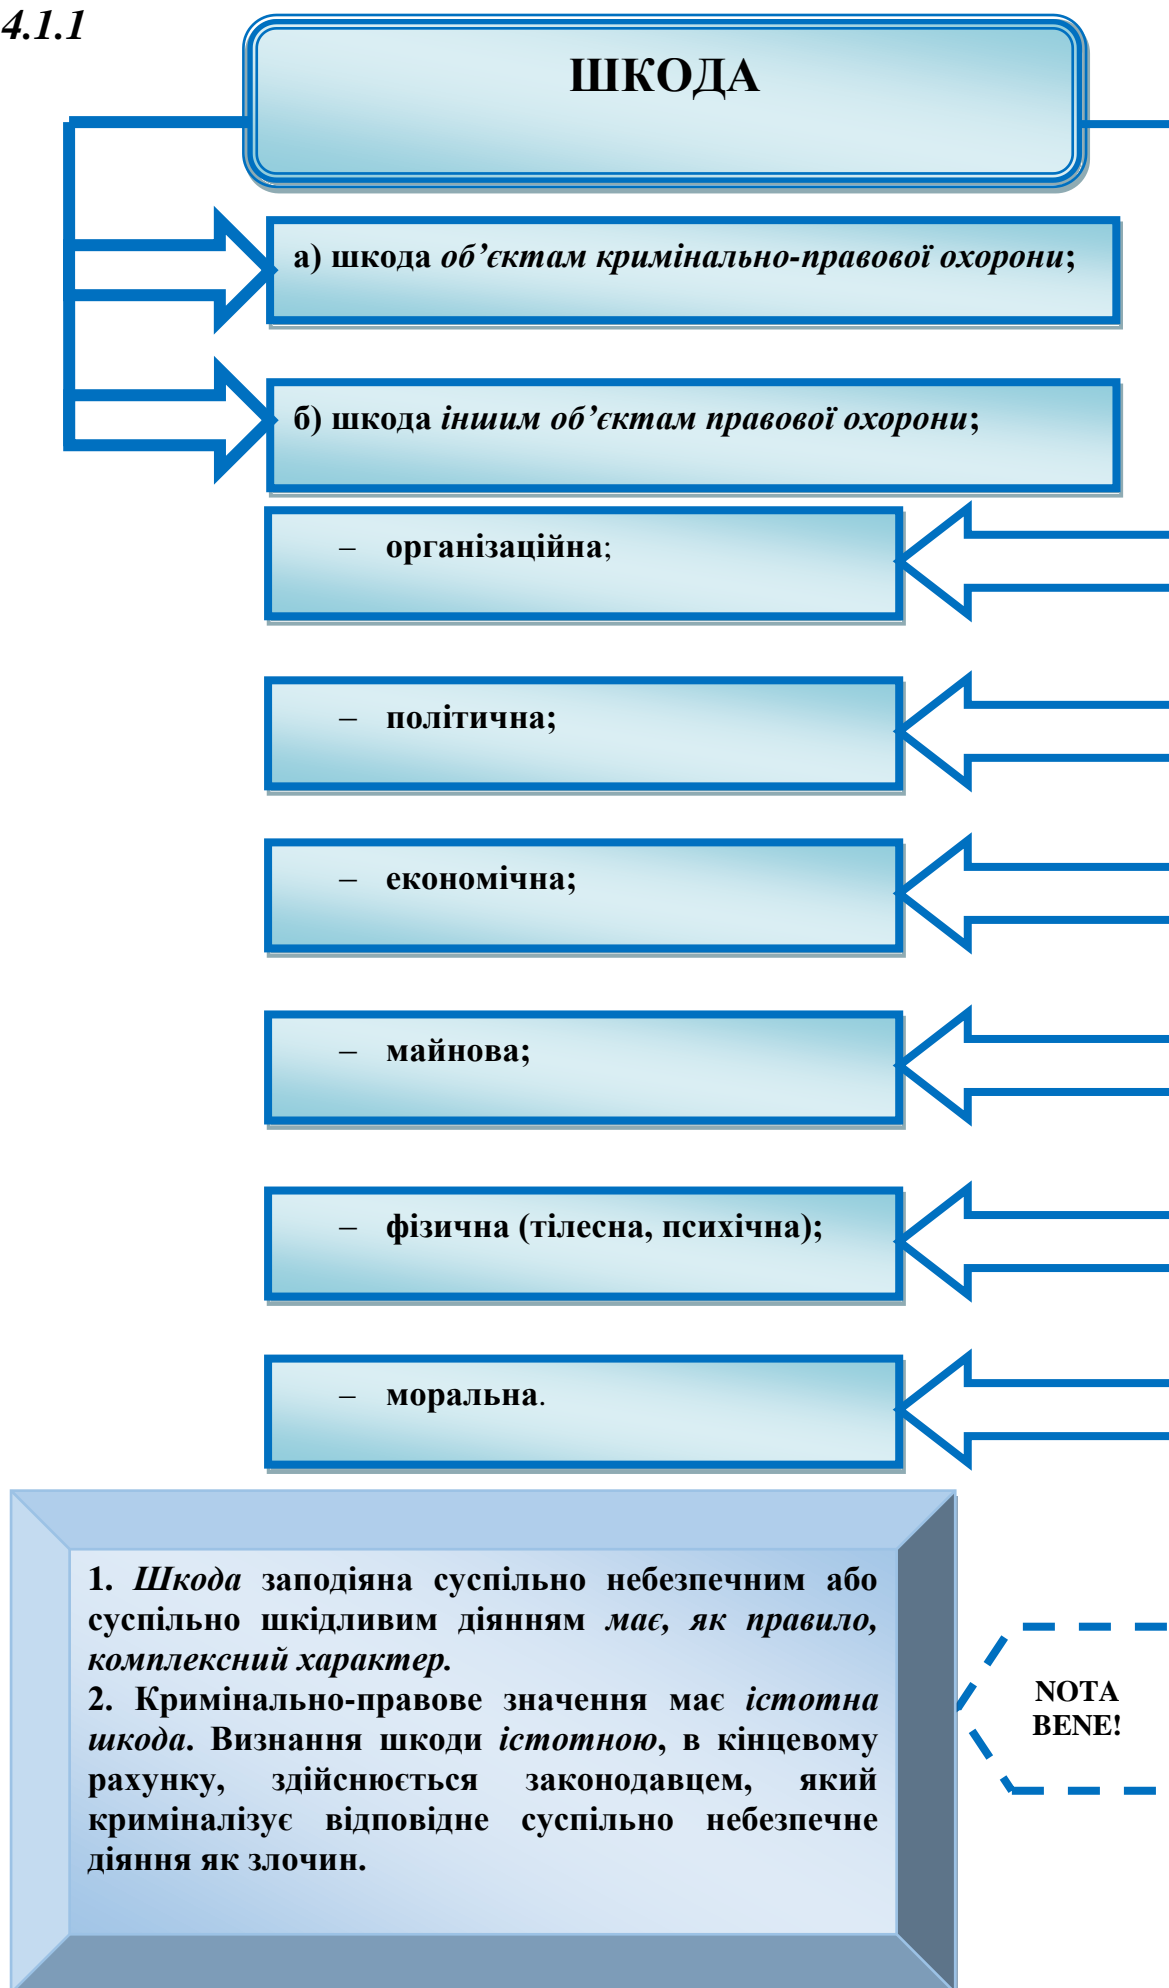 4.1.1
ШКОДА
а) шкода об’єктам кримінально-правової охорони;
б) шкода іншим об’єктам правової охорони;
– організаційна;
– політична;
– економічна;
– майнова;
– фізична (тілесна, психічна);
– моральна.
1. Шкода заподіяна суспільно небезпечним або
суспільно шкідливим діянням має, як правило,
комплексний характер.
2. Кримінально-правове значення має істотна
шкода. Визнання шкоди істотною, в кінцевому
рахунку, здійснюється законодавцем, який
криміналізує відповідне суспільно небезпечне
діяння як злочин.
NOTA
BENE!